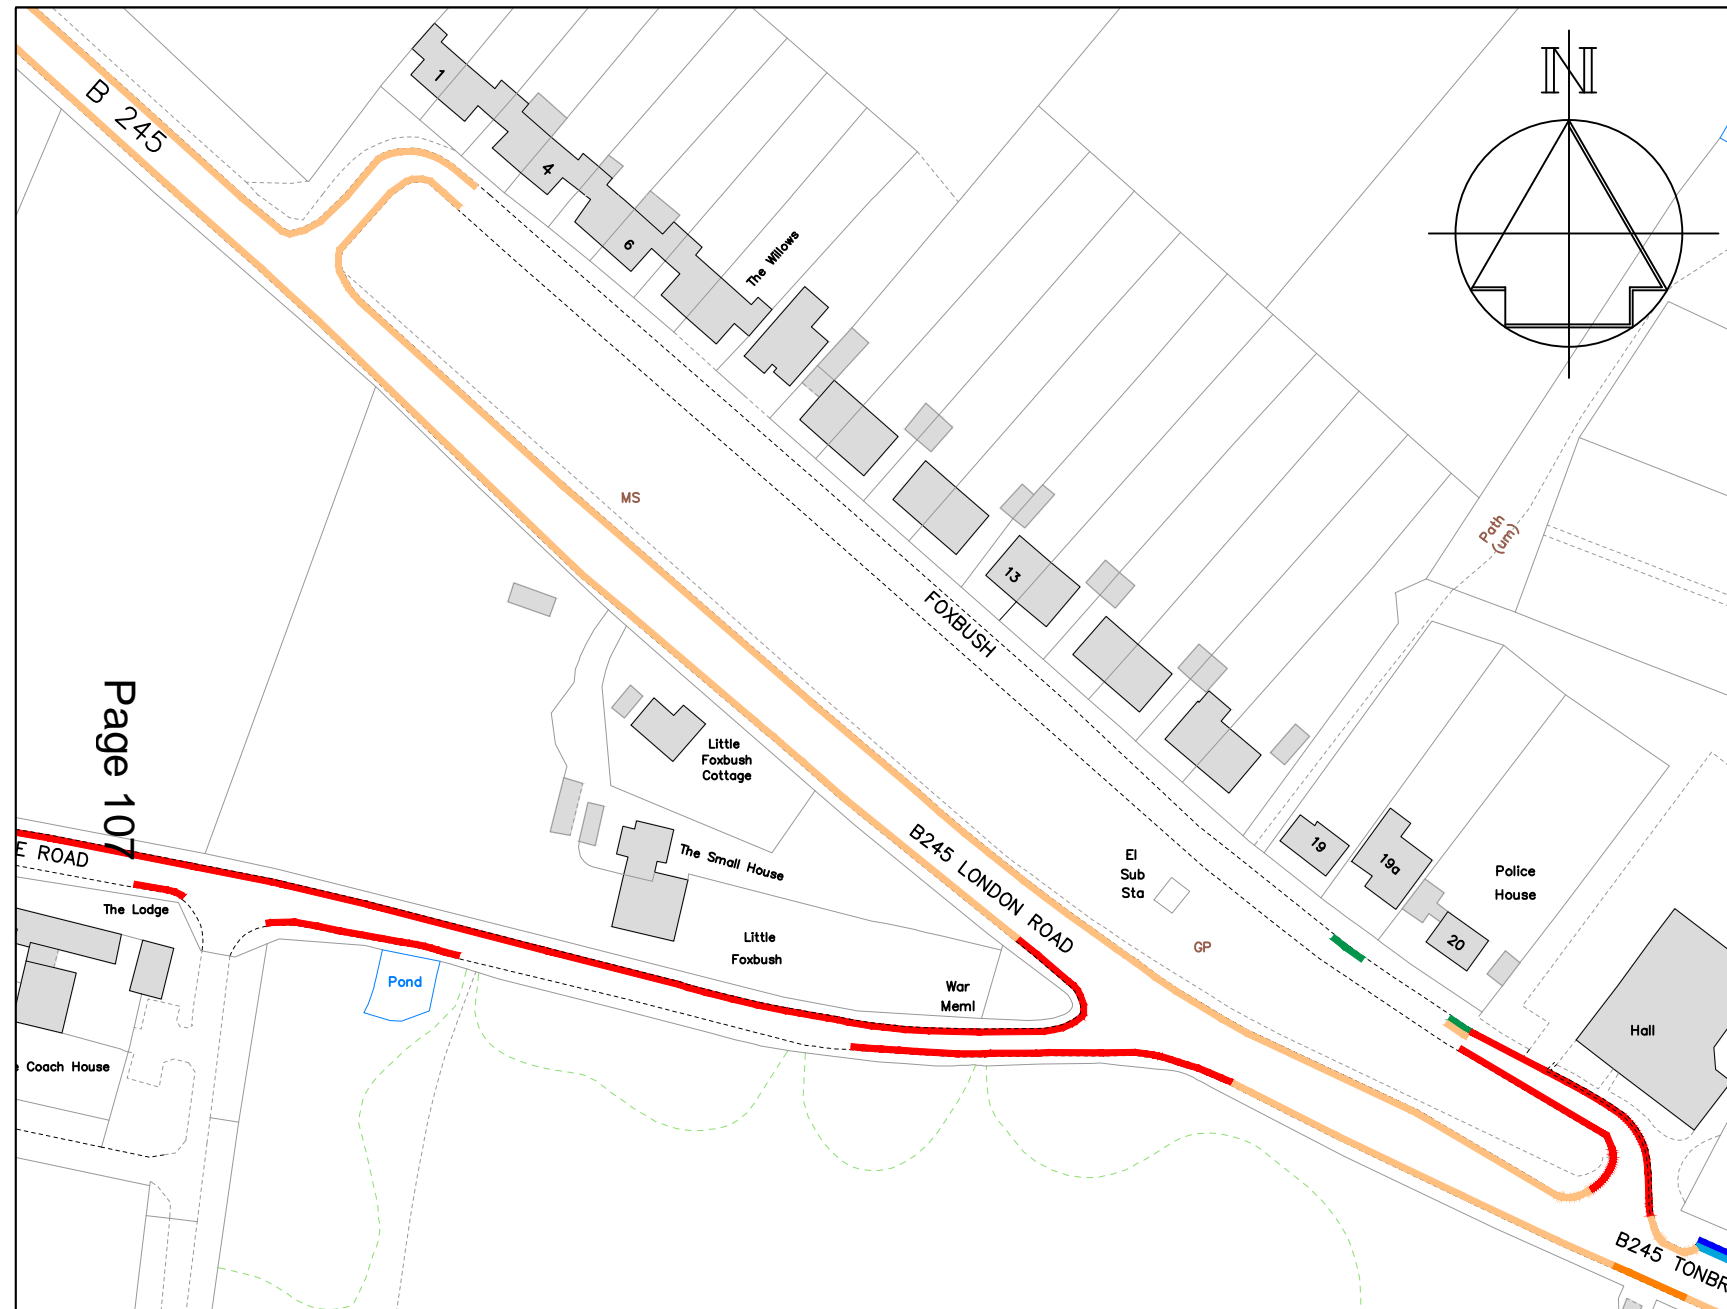 N
B 245
1
4
6
The Willows
MS
13
FOXBUSH
Path
(um)
Page 107
Little
Foxbush
Cottage
The Small House
B245 LONDON ROAD
El
Sub
Sta
19
19a
Police
House
20
E ROAD
The Lodge
Little
Foxbush
GP
Pond
War
Meml
Hall
Coach House
B245 TONBR